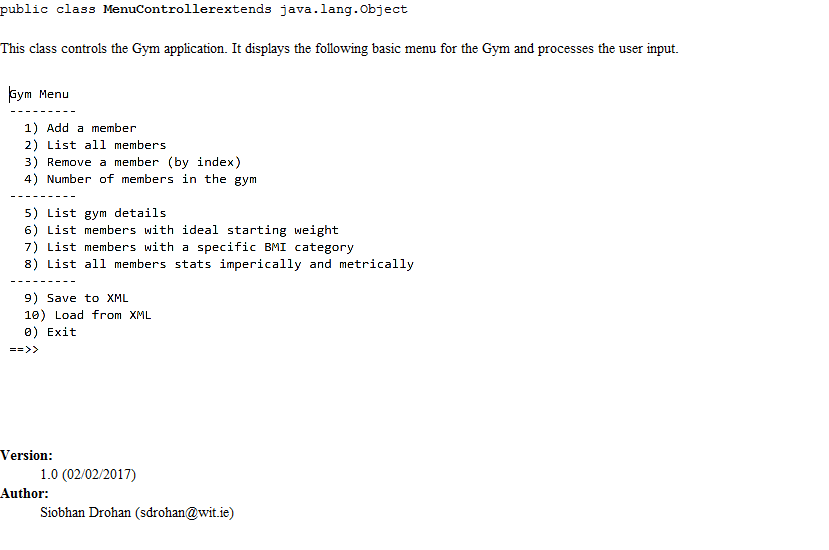 public class MenuControllerextends java.lang.Object
This class controls the Gym application. It displays the following basic menu for the Gym and processes the user input.
Gym Menu
---------
1) Add a member
2) List all members
3) Remove a member (by index)
4) Number of members in the gym
---------
5) List gym details
6) List members with ideal starting weight
7) List members with a specific BMI category
8) List all members stats imperically and metrically
---------
9) Save to XML
10) Load from XML
0) Exit
==>>
Version:
1.0 (02/02/2017)
Author:
Siobhan Drohan (sdrohan@wit.ie)